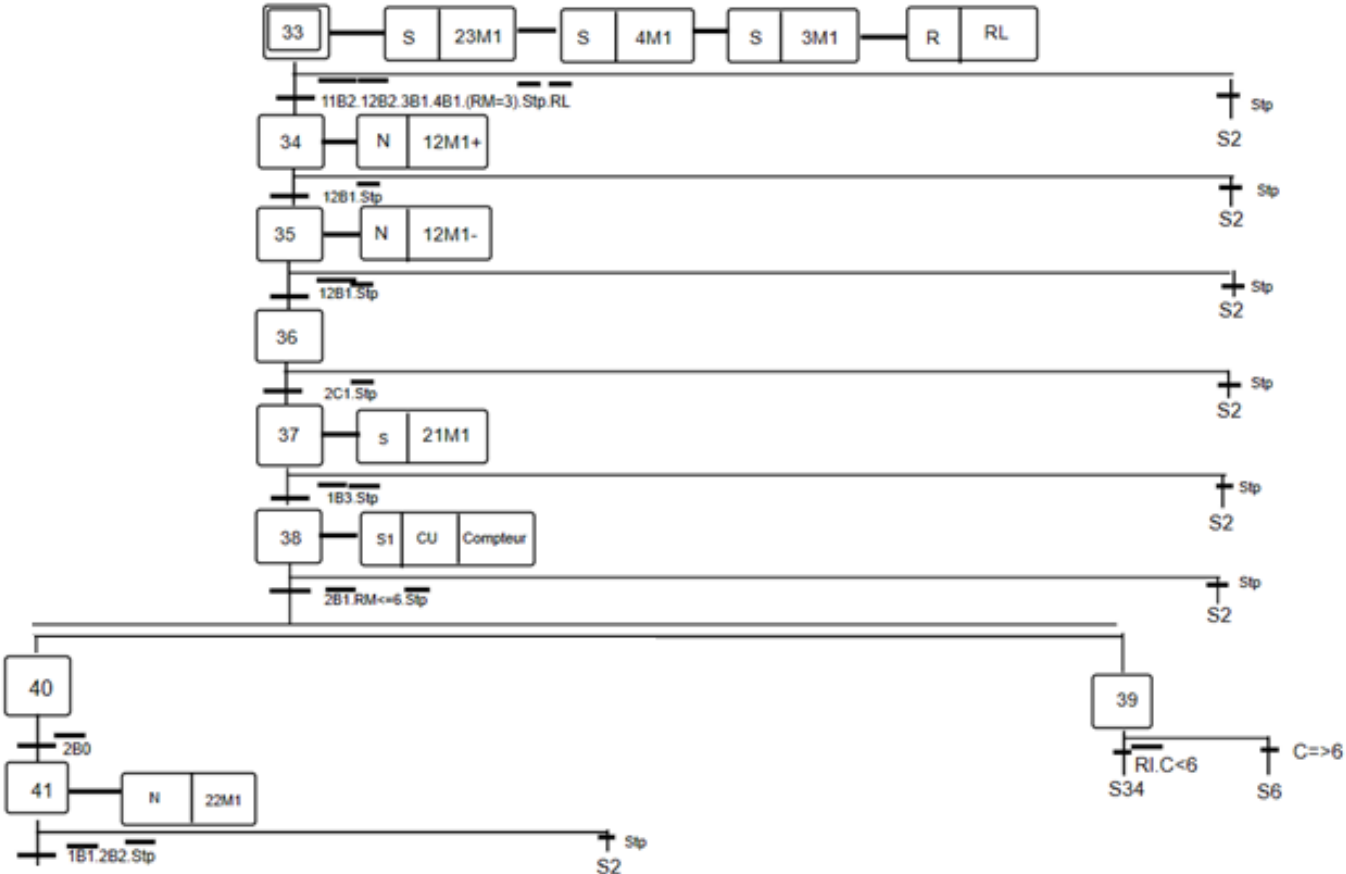 33 S 23M1 S 4M1 S 3M1 R RL
11B2.12B2.3B1.4B1.(RM=3).Stp.RL Stp
S2
34 N 12M1+
12B1.Stp Stp
S2
35 N 12M1-
12B1.Stp Stp
S2
36
2C1.Stp Stp
S2
37 s 21M1
1B3.Stp Stp
S2
38 S1 CU Compteur
2B1.RM<=6.Stp Stp
S2
40 39
2B0 RI.C<6 C=>6
S34 S6
41 N 22M1
1B1.2B2.Stp Stp
S2